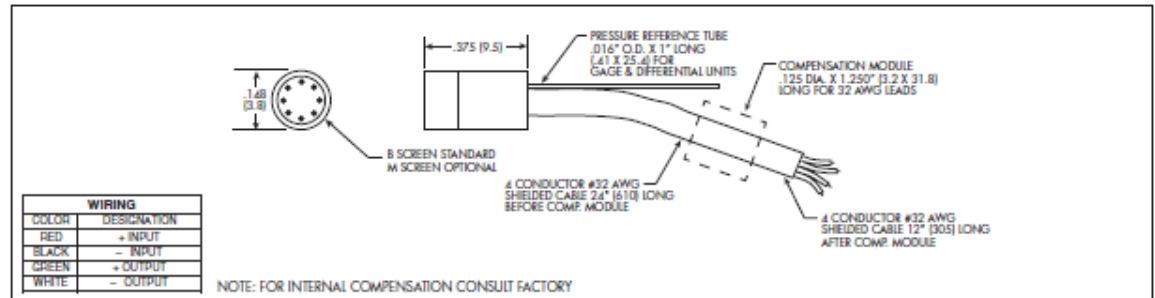 .375 (9.5)
PRESSURE REFERENCE TUBE
.016" O.D. X 1" LONG
(.41 X 25.4) FOR
GAGE & DIFFERENTIAL UNITS
COMPENSATION MODULE
.125 DIA. X 1.250" (3.2 X 31.8)
LONG FOR 32 AWG LEADS
.148
(3.8)
B SCREEN STANDARD
M SCREEN OPTIONAL
4 CONDUCTOR #32 AWG
SHIELDED CABLE 24" (610) LONG
BEFORE COMP. MODULE
4 CONDUCTOR #32 AWG
SHIELDED CABLE 12" (305) LONG
AFTER COMP. MODULE
WIRING
COLOR DESIGNATION
RED + INPUT
BLACK – INPUT
GREEN + OUTPUT
WHITE – OUTPUT
NOTE: FOR INTERNAL COMPENSATION CONSULT FACTORY